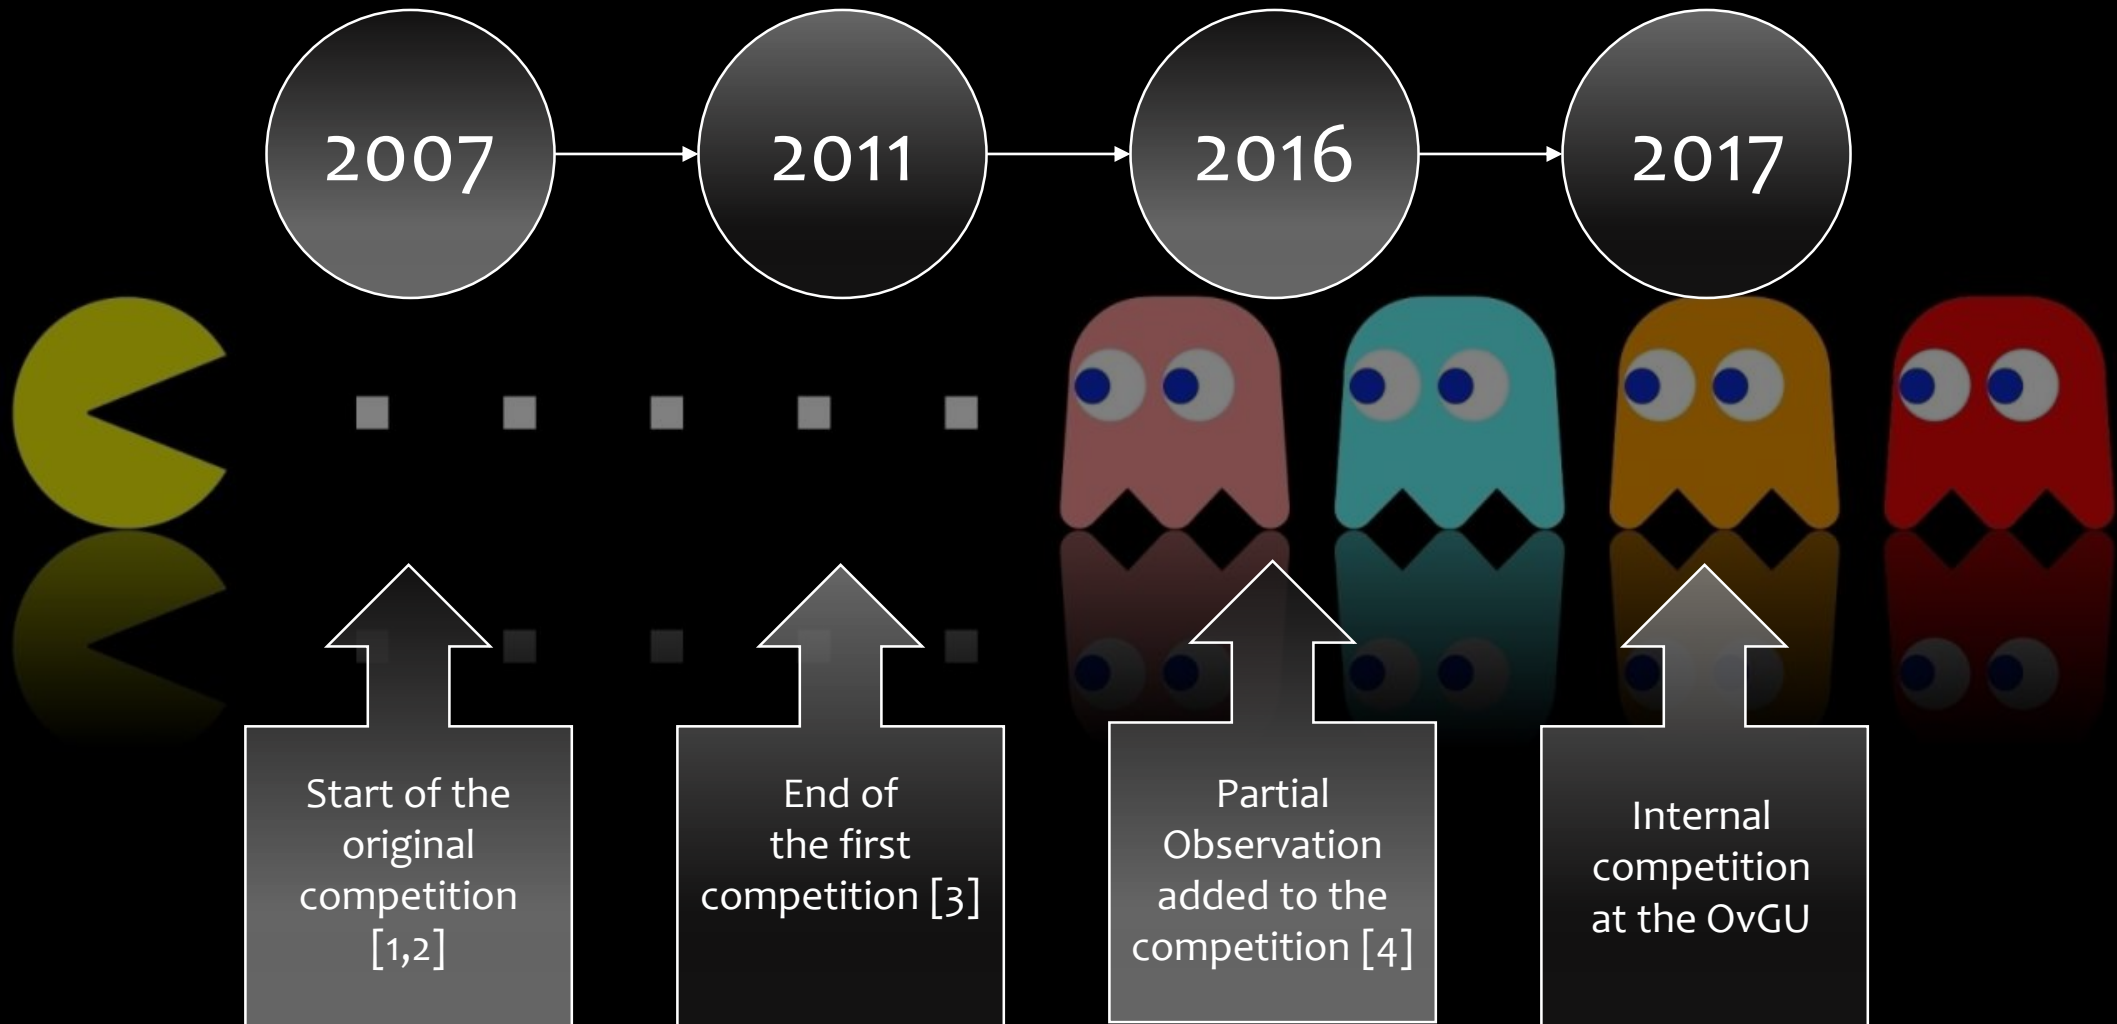 2007
2011
2016
2017
Start of the
original
competition
[1,2]
End of
the first
competition [3]
Partial
Observation
added to the
competition [4]
Internal
competition
at the OvGU